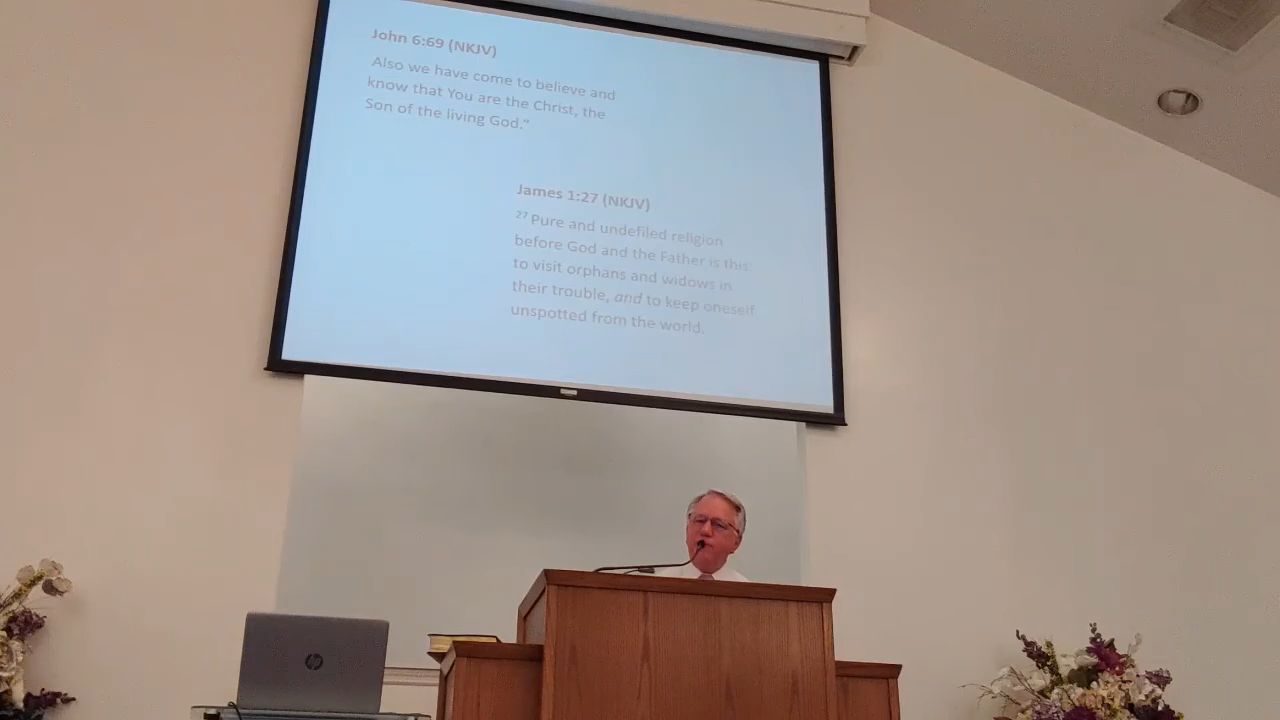 John 6:69 (NKJV)
Also we have come to believe and
know that You are the Christ, the
Son of the living God."
James 1:27 (NKJV)
27 Pure and undefiled religion
before God and the Father is this:
to visit orphans and widows in
their trouble, and to keep oneself
unspotted from the world.
hp